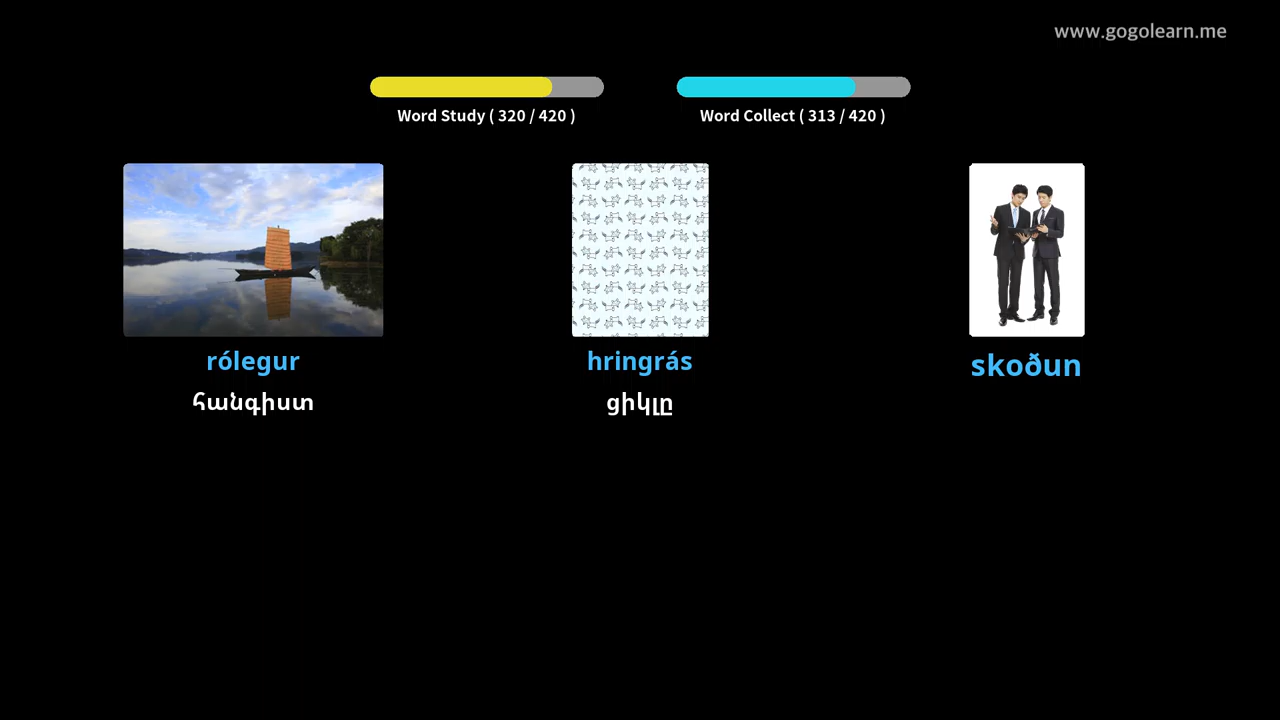 www.gogolearn.me
Word Study ( 320 / 420 )
Word Collect ( 313 / 420 )
rólegur
հանգիստ
hringrás
ցիկլը
skoðun